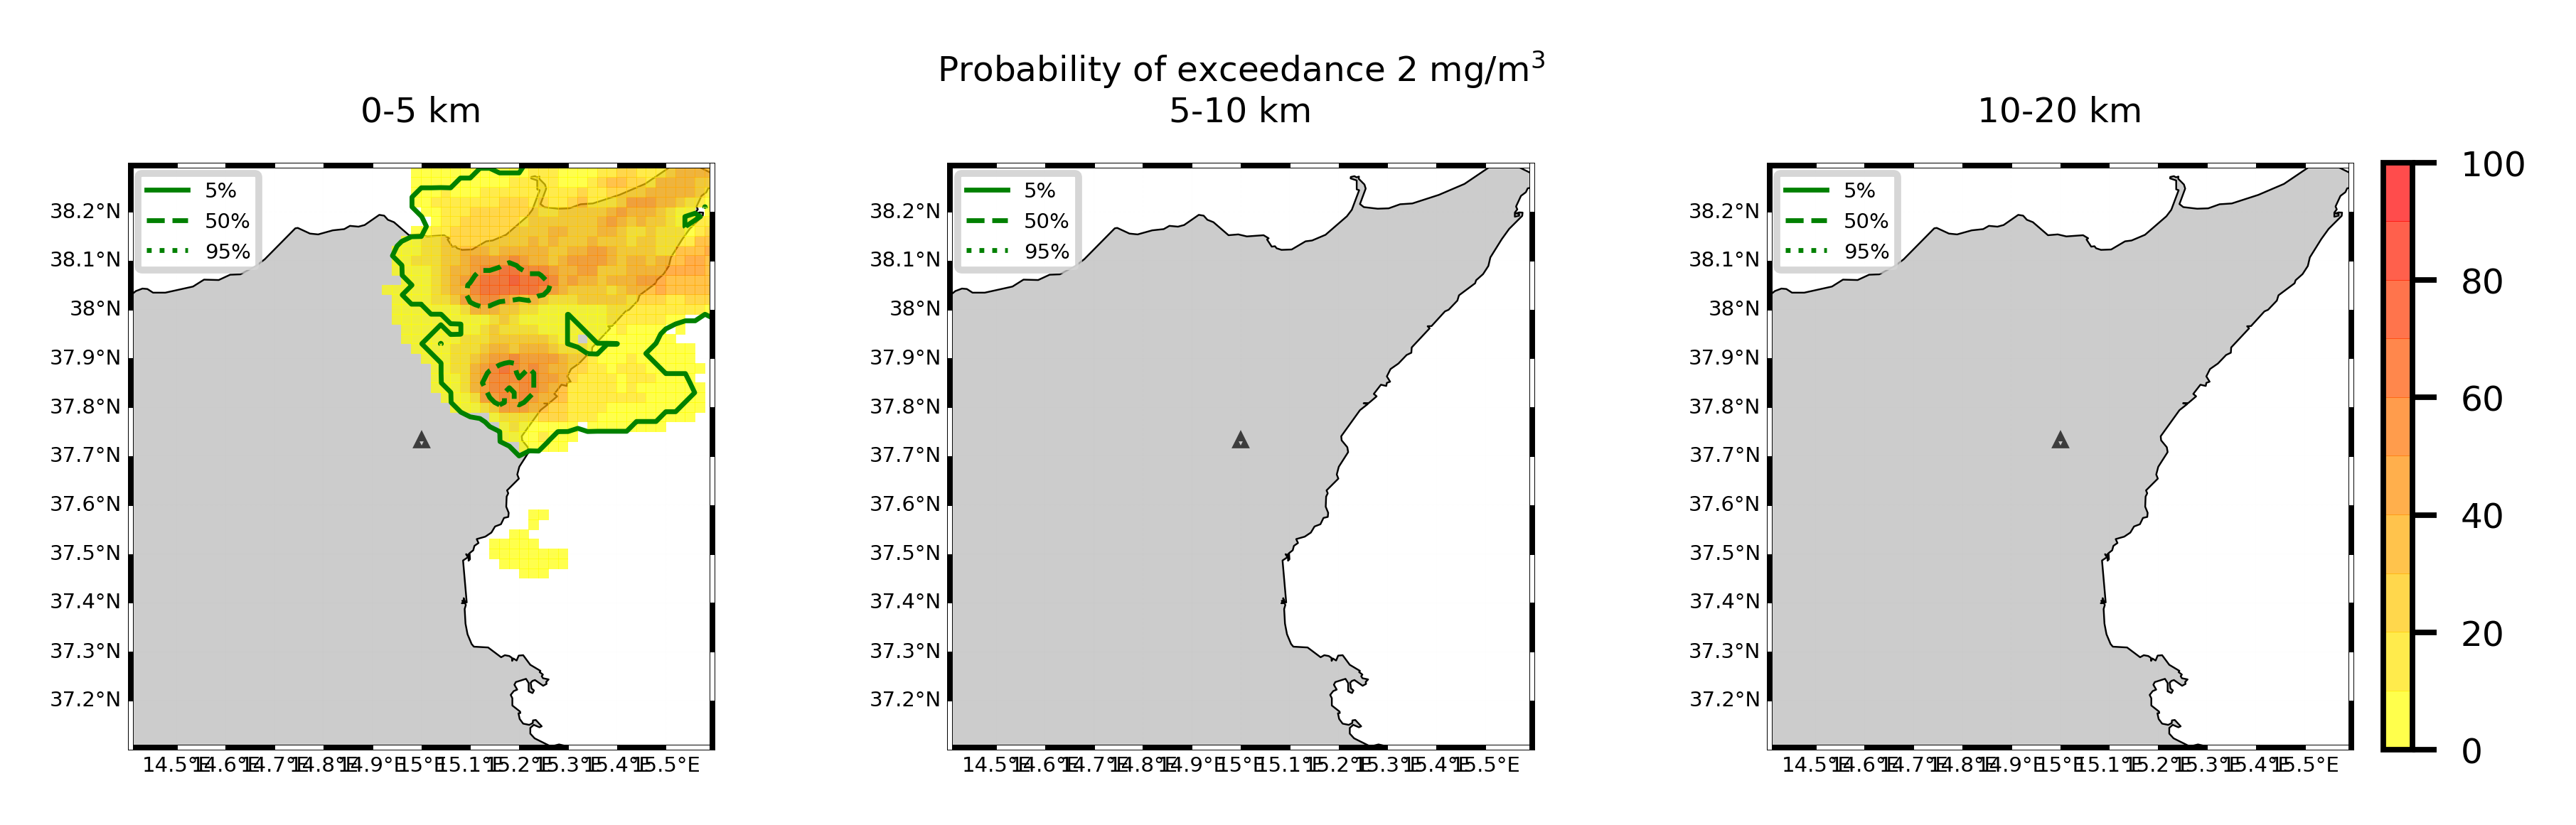 Probability of exceedance 2 mg/m³
0-5 km
5-10 km
10-20 km
5%
50%
95%
38.2°N
38.1°N
38°N
37.9°N
37.8°N
37.7°N
37.6°N
37.5°N
37.4°N
37.3°N
37.2°N
14.5°E 14.6°E 14.7°E 14.8°E 14.9°E 15°E 15.1°E 15.2°E 15.3°E 15.4°E 15.5°E
5%
50%
95%
38.2°N
38.1°N
38°N
37.9°N
37.8°N
37.7°N
37.6°N
37.5°N
37.4°N
37.3°N
37.2°N
14.5°E 14.6°E 14.7°E 14.8°E 14.9°E 15°E 15.1°E 15.2°E 15.3°E 15.4°E 15.5°E
5%
50%
95%
38.2°N
38.1°N
38°N
37.9°N
37.8°N
37.7°N
37.6°N
37.5°N
37.4°N
37.3°N
37.2°N
14.5°E 14.6°E 14.7°E 14.8°E 14.9°E 15°E 15.1°E 15.2°E 15.3°E 15.4°E 15.5°E
100
80
60
40
20
0